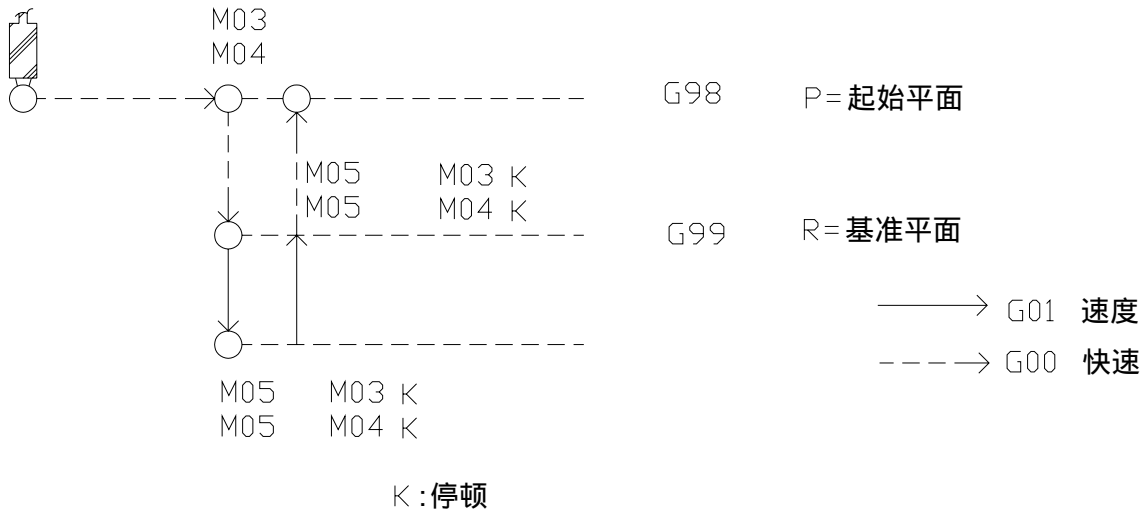 M03
M04
G98 P=起始平面
M05 M03 K
M05 M04 K
G99 R=基准平面
G01 速度
G00 快速
M05 M03 K
M05 M04 K
K:停顿